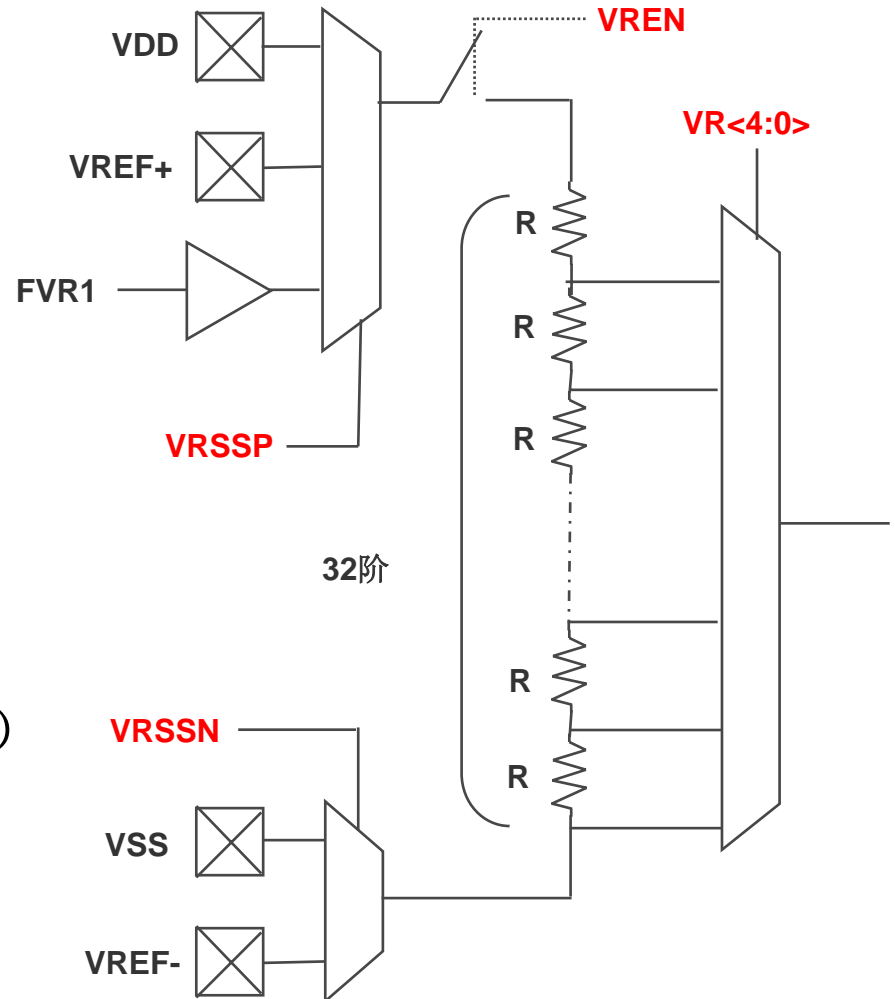 VDD
VREN
VR<4:0>
VREF+
R
FVR1
R
VRSSP
R
32阶
R
)
VRSSN
R
VSS
VREF-